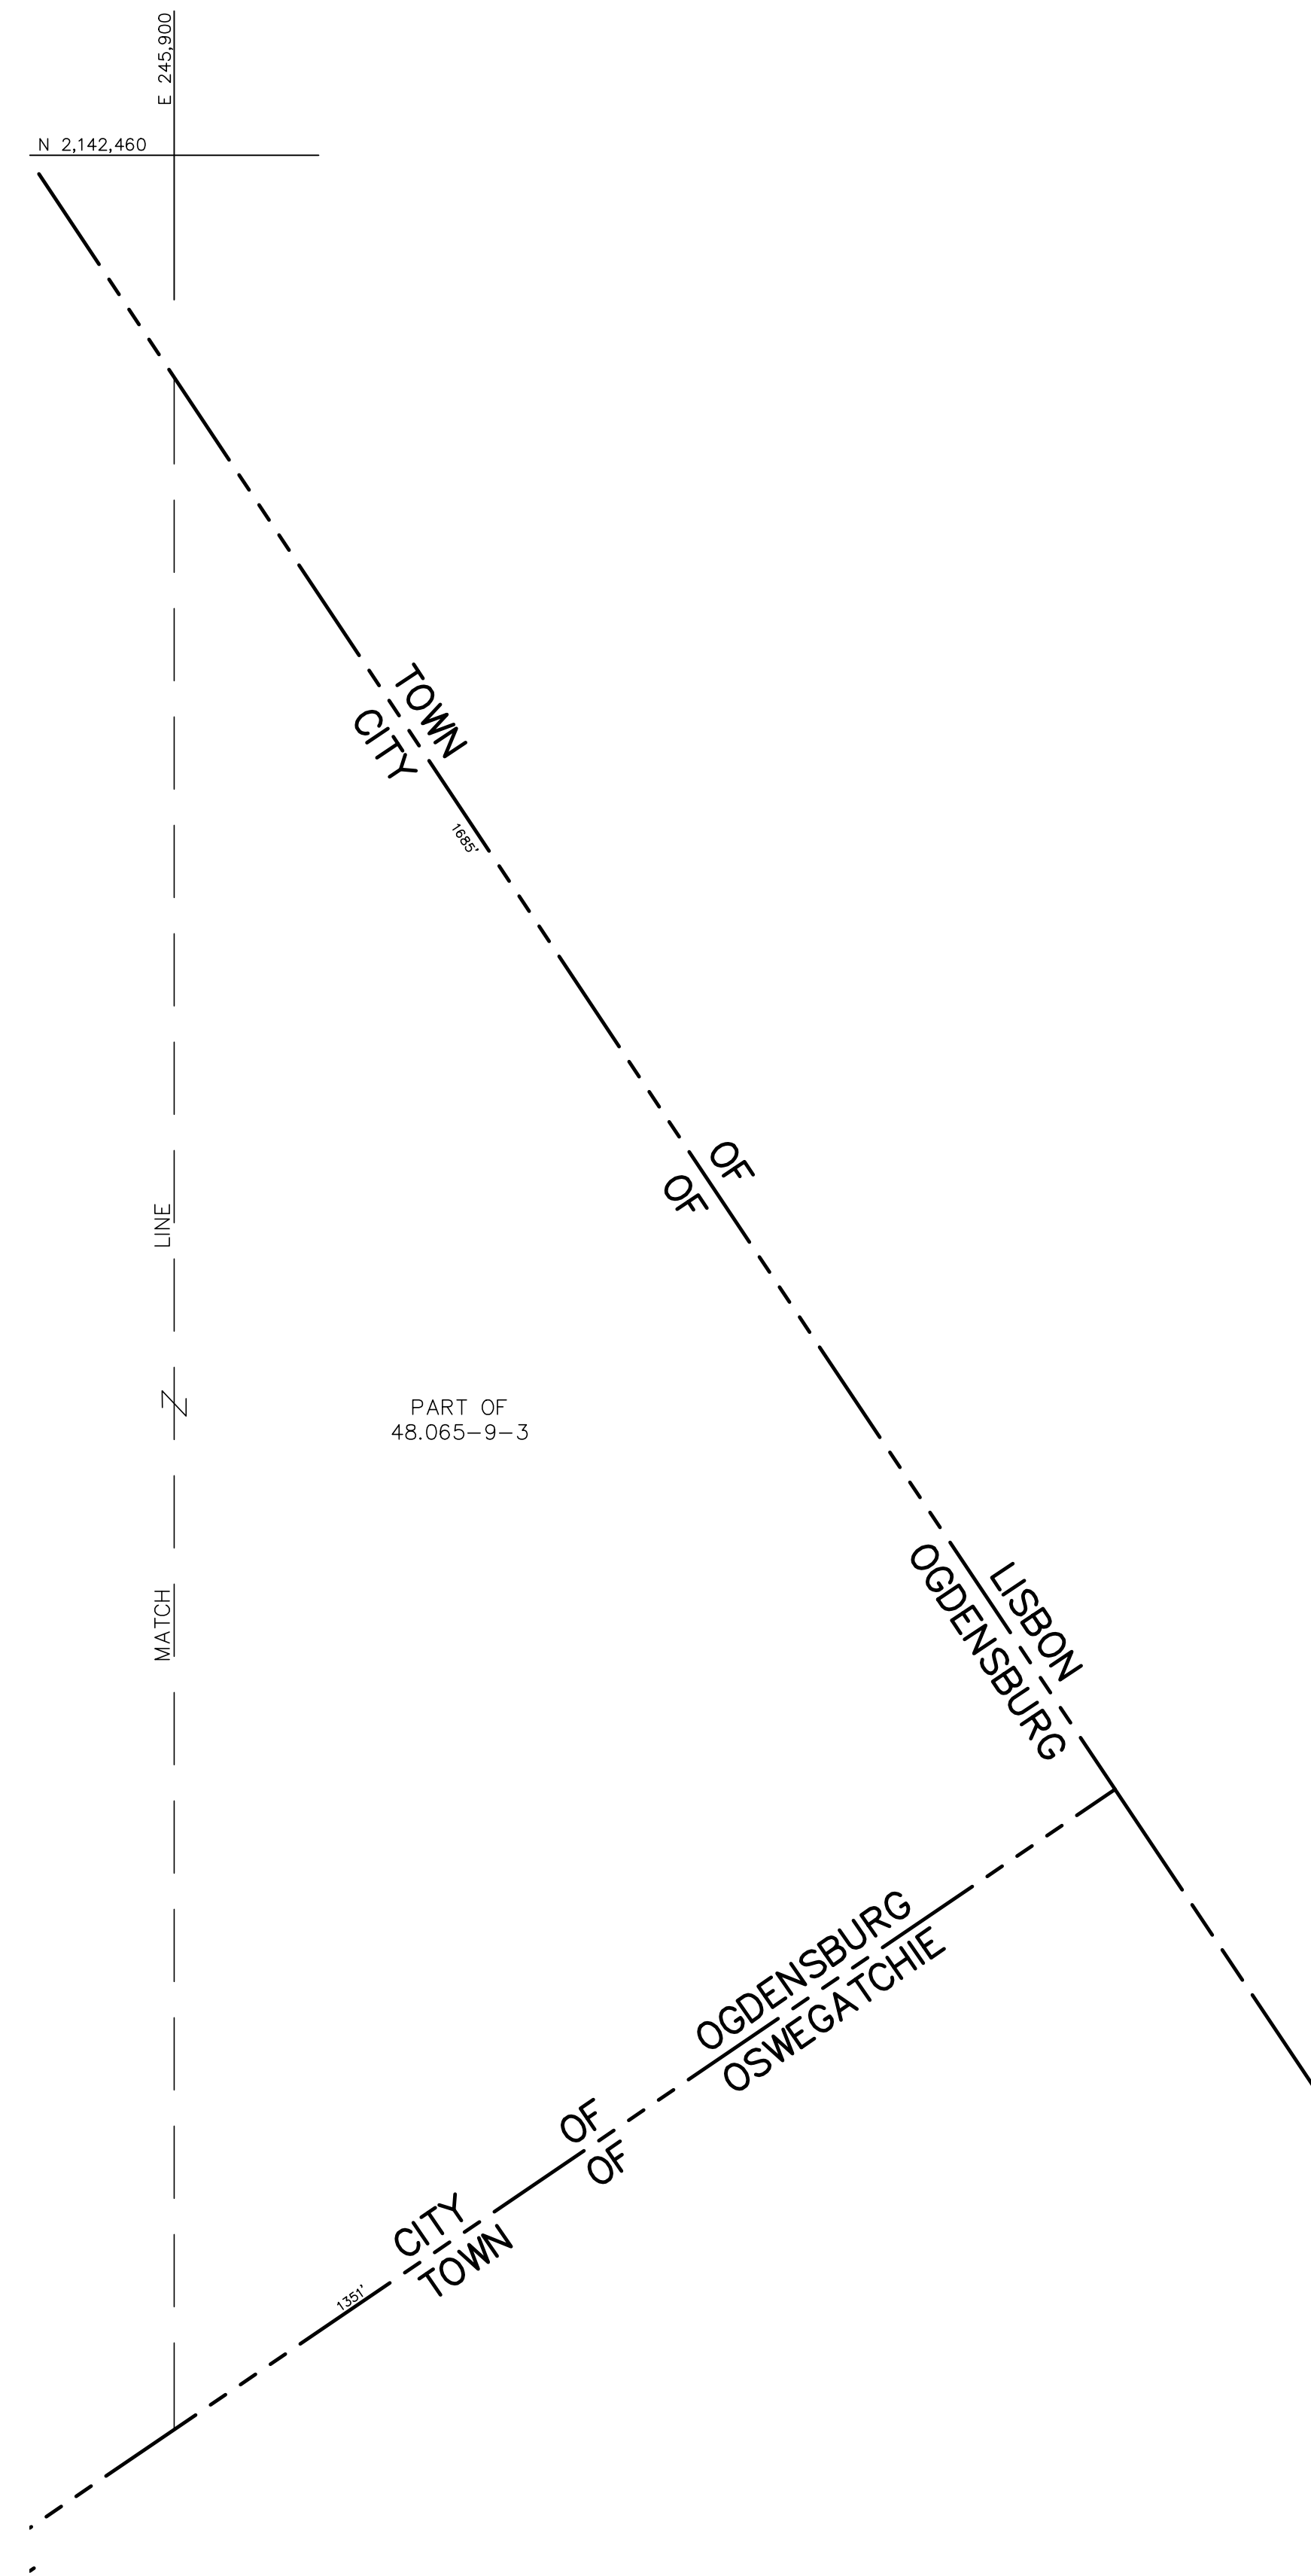 E 245,900
N 2,142,460
TOWN
CITY
1685'
OF
OF
LINE
PART OF
48.065-9-3
LISBON
OGDENSBURG
MATCH
OGDENSBURG
OSWEGATCHIE
OF
OF
CITY
TOWN
1351'